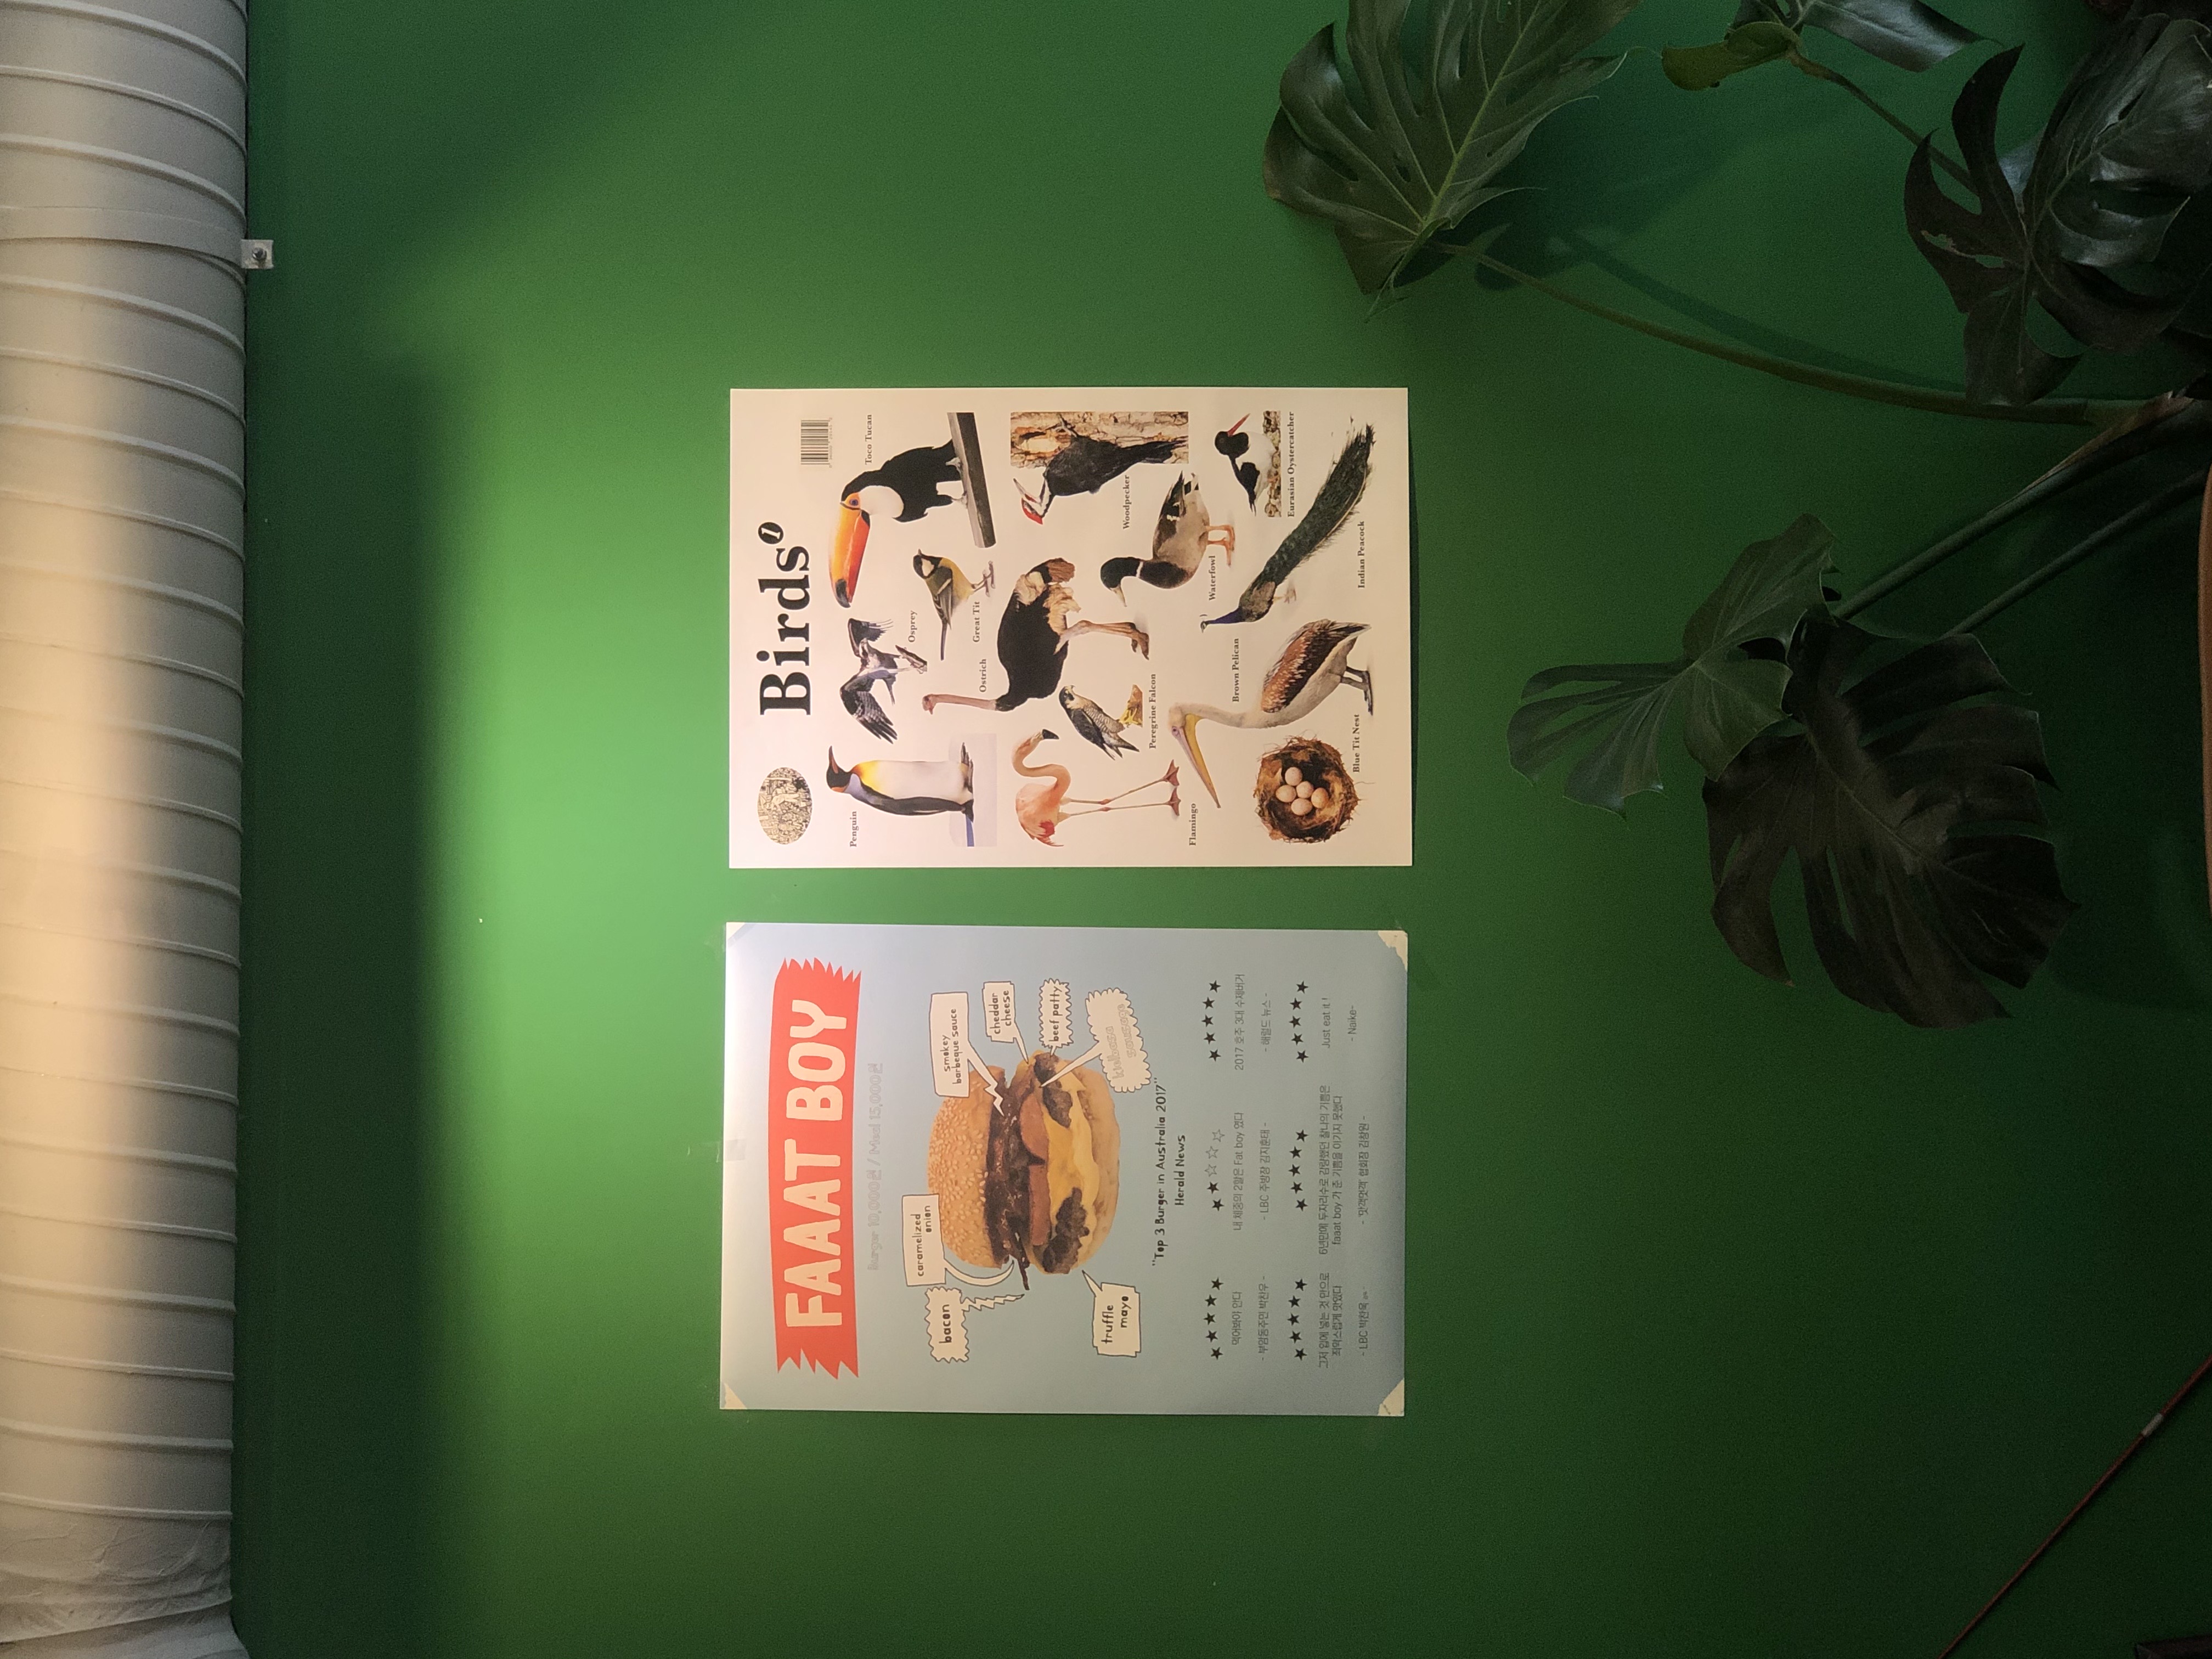 FAAAT BOY
Burger 10,000원 / Meal 15,000원
caramelized
onion
bacon
smokey
barbeque sauce
cheddar
cheese
beef patty
truffle
mayo
kielbasa
sausage
"Top 3 Burger in Australia 2017"
Herald News
먹어봐야 안다
- 부암동주민 박찬우 -
내 체중의 2할은 Fat boy 였다
- LBC 주방장 김지훈태 -
2017 호주 3대 수제버거
- 해럴드 뉴스 -
그저 입에 넣는 것 만으로
죄악스럽게 맛있다
- LBC 박찬욱
6년만에 두자리수로 감량했던 찰나의 기쁨은
faaat boy 가 준 기쁨을 이기지 못했다
- '맛객멋객' 협회장 김창원 -
Just eat it !
- Naike-
Birds 1
Penguin
Osprey
Toco Tucan
Great Tit
Ostrich
Woodpecker
Peregrine Falcon
Flamingo
Waterfowl
Brown Pelican
Eurasian Oystercatcher
Blue Tit Nest
Indian Peacock